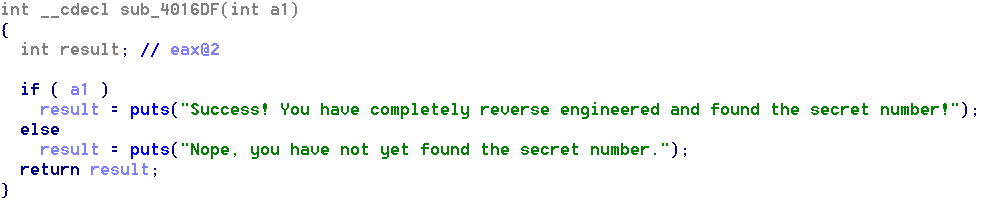 int __cdecl sub_4016DF(int a1)
{
  int result; // eax@2

  if ( a1 )
    result = puts("Success! You have completely reverse engineered and found the secret number!");
  else
    result = puts("Nope, you have not yet found the secret number.");
  return result;
}